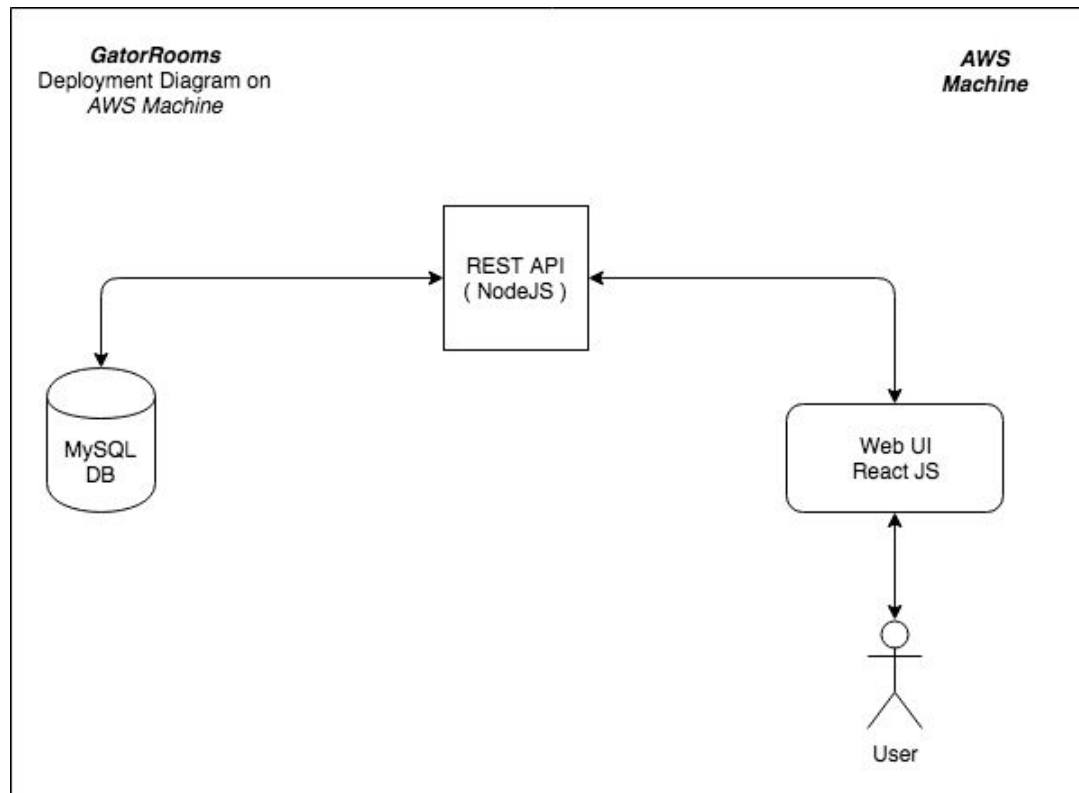 GatorRooms
Deployment Diagram on
AWS Machine
AWS
Machine
REST API
( NodeJS )
MySQL
DB
Web UI
React JS
User